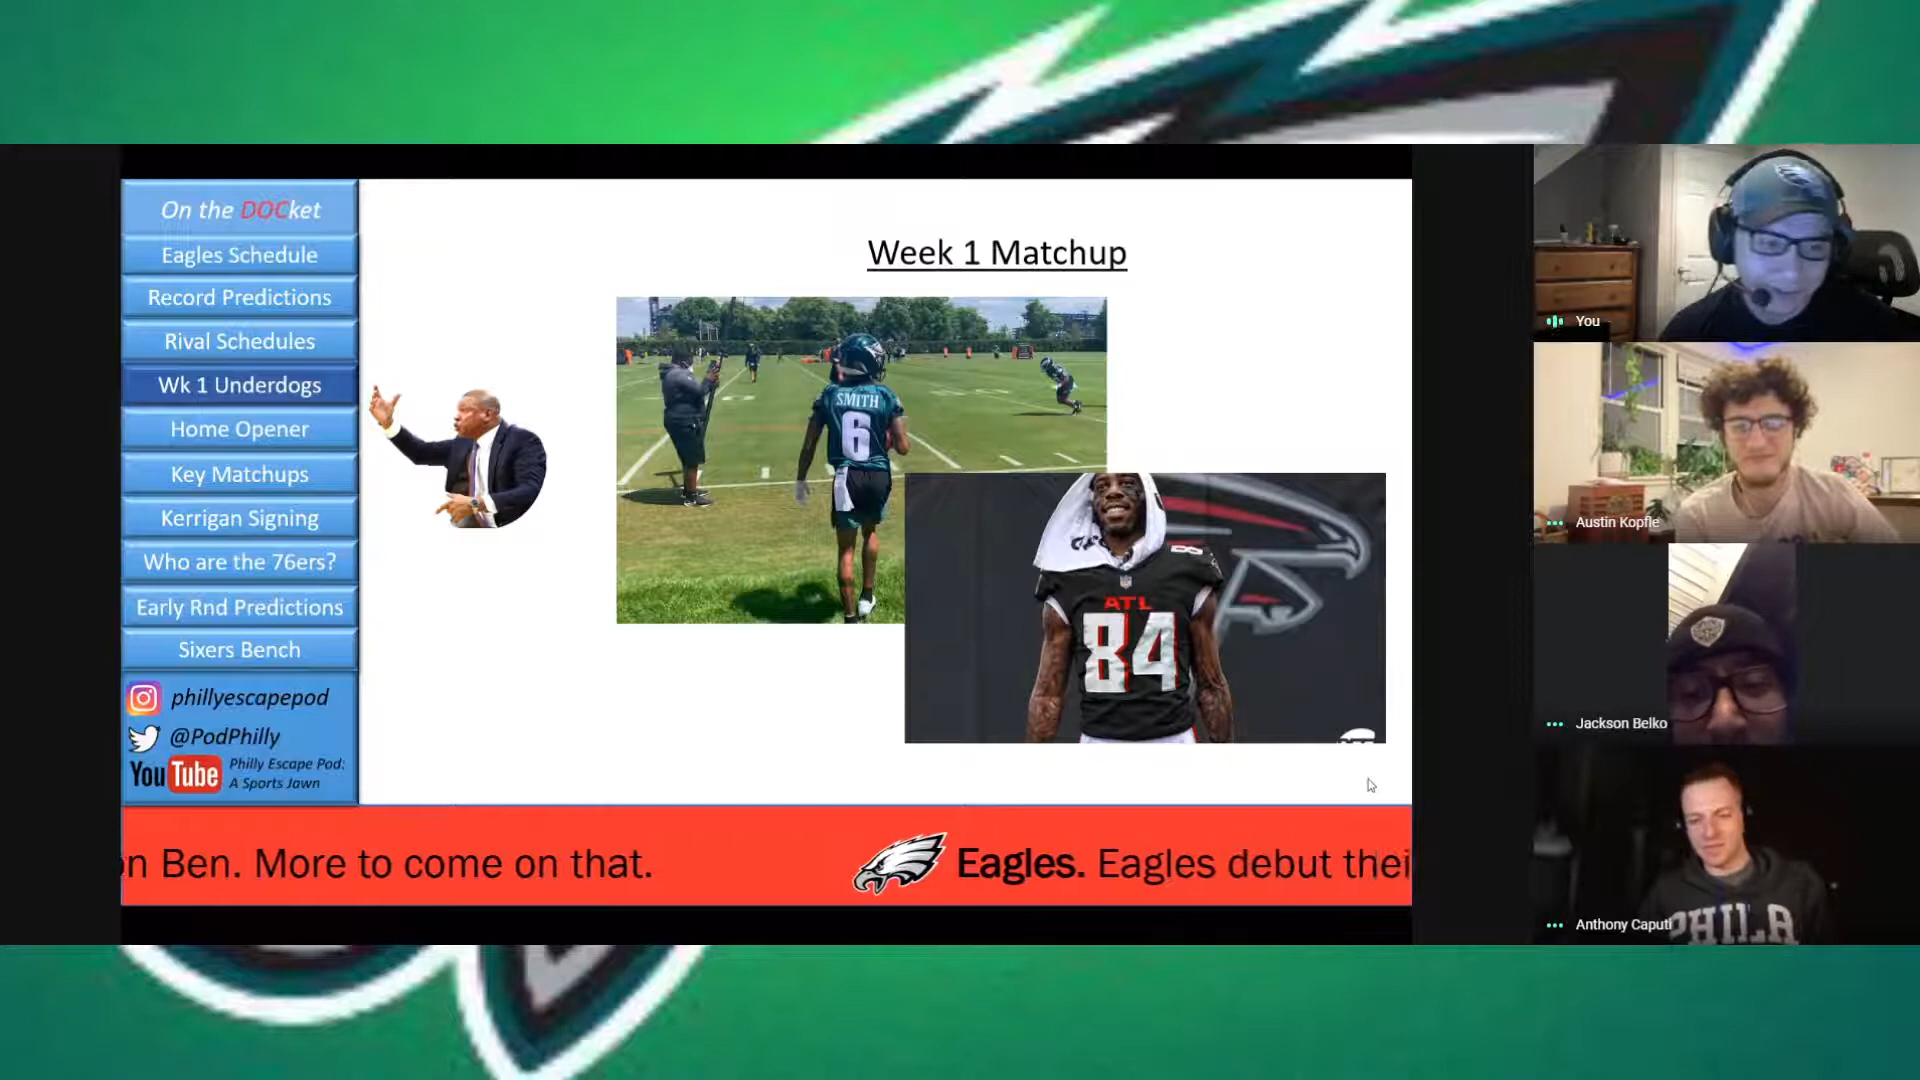 On the DOCket
Eagles Schedule
Record Predictions
Rival Schedules
Wk 1 Underdogs
Home Opener
Key Matchups
Kerrigan Signing
Who are the 76ers?
Early Rnd Predictions
Sixers Bench
phillyescapepod
@PodPhilly
YouTube
Philly Escape Pod:
A Sports Jawn
Week 1 Matchup
SMITH
6
8
ATL
84
n Ben. More to come on that.
Eagles. Eagles debut thei
You
Austin Kopfle
Jackson Belko
Anthony Caputi
PHILA